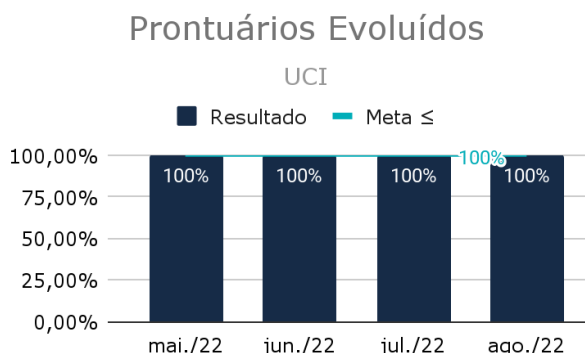 Prontuários Evoluídos
UCI
Resultado Meta ≤
100,00%
100%
100% 100% 100% 100%
75,00%
50,00%
25,00%
0,00%
mai./22 jun./22 jul./22 ago./22